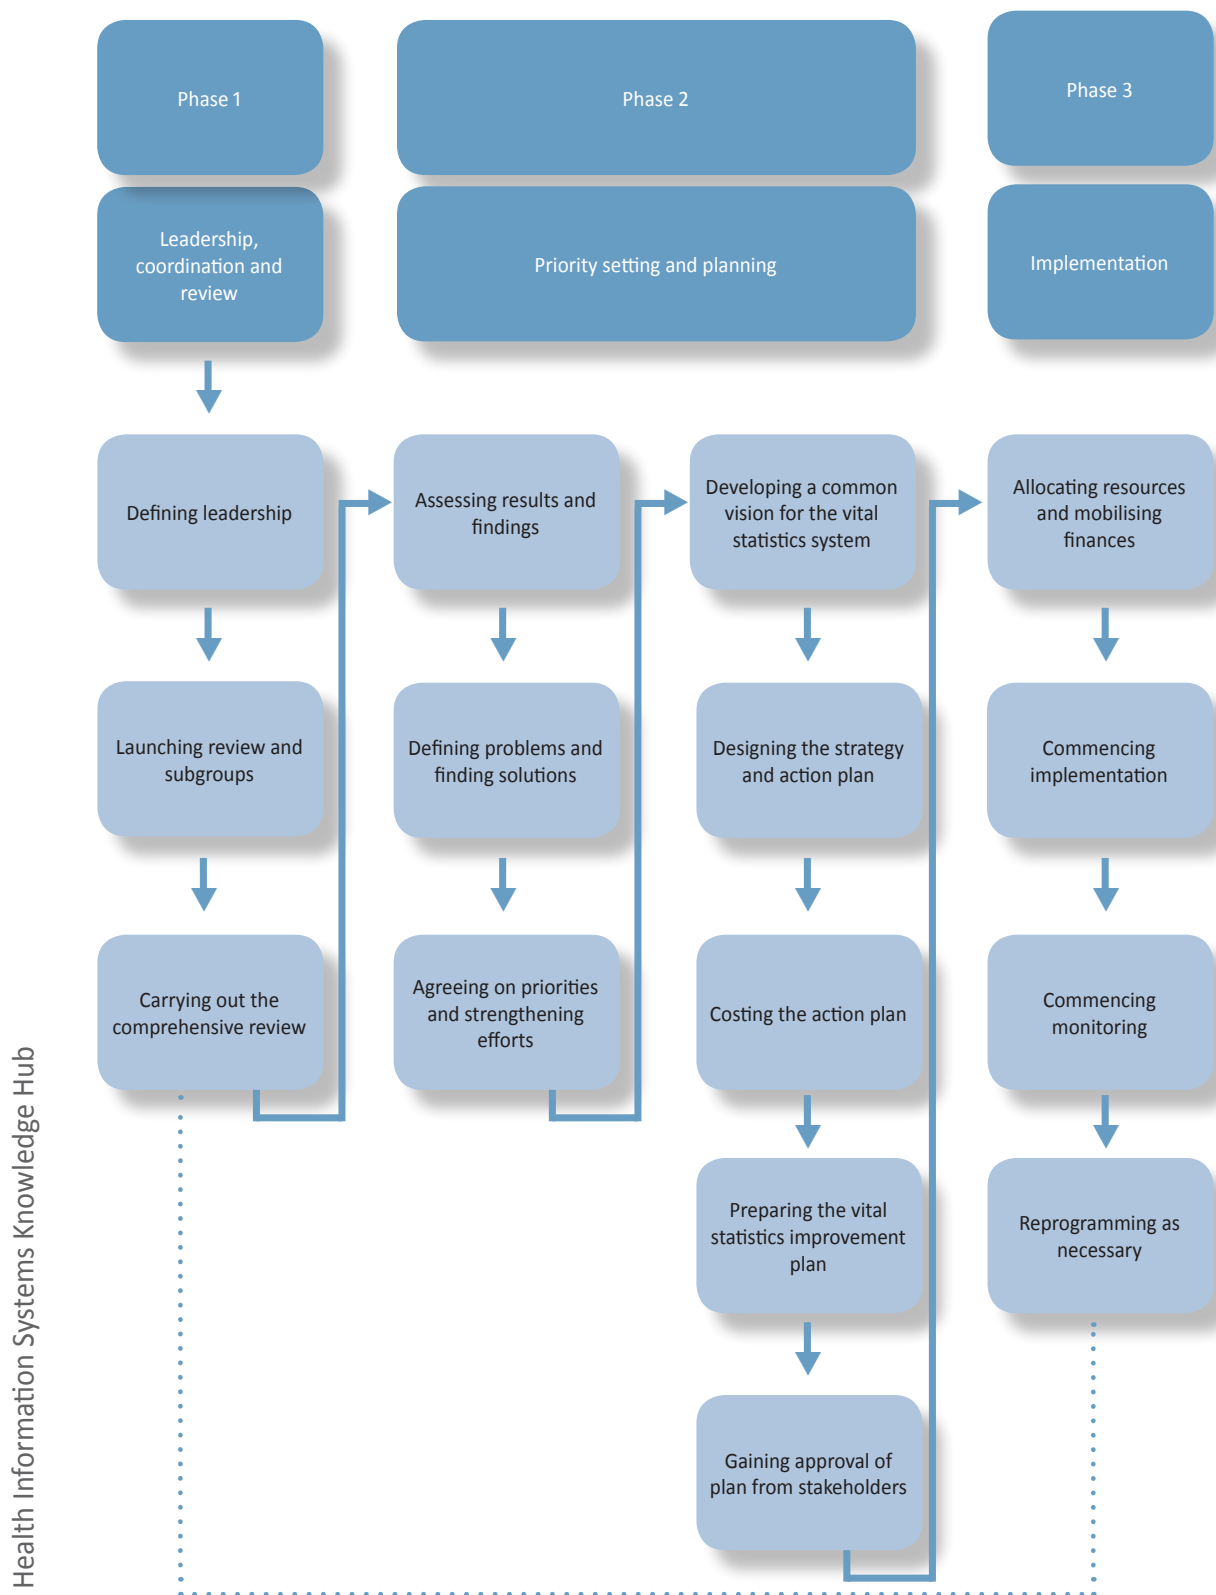 Phase 1
Phase 2
Phase 3
Leadership,
coordination and
review
Priority setting and planning
Implementation
Defining leadership
Launching review and
subgroups
Carrying out the
comprehensive review
Assessing results and
findings
Defining problems and
finding solutions
Agreeing on priorities
and strengthening
efforts
Developing a common
vision for the vital
statistics system
Designing the strategy
and action plan
Costing the action plan
Preparing the vital
statistics improvement
plan
Gaining approval of
plan from stakeholders
Allocating resources
and mobilising
finances
Commencing
implementation
Commencing
monitoring
Reprogramming as
necessary
Health Information Systems Knowledge Hub